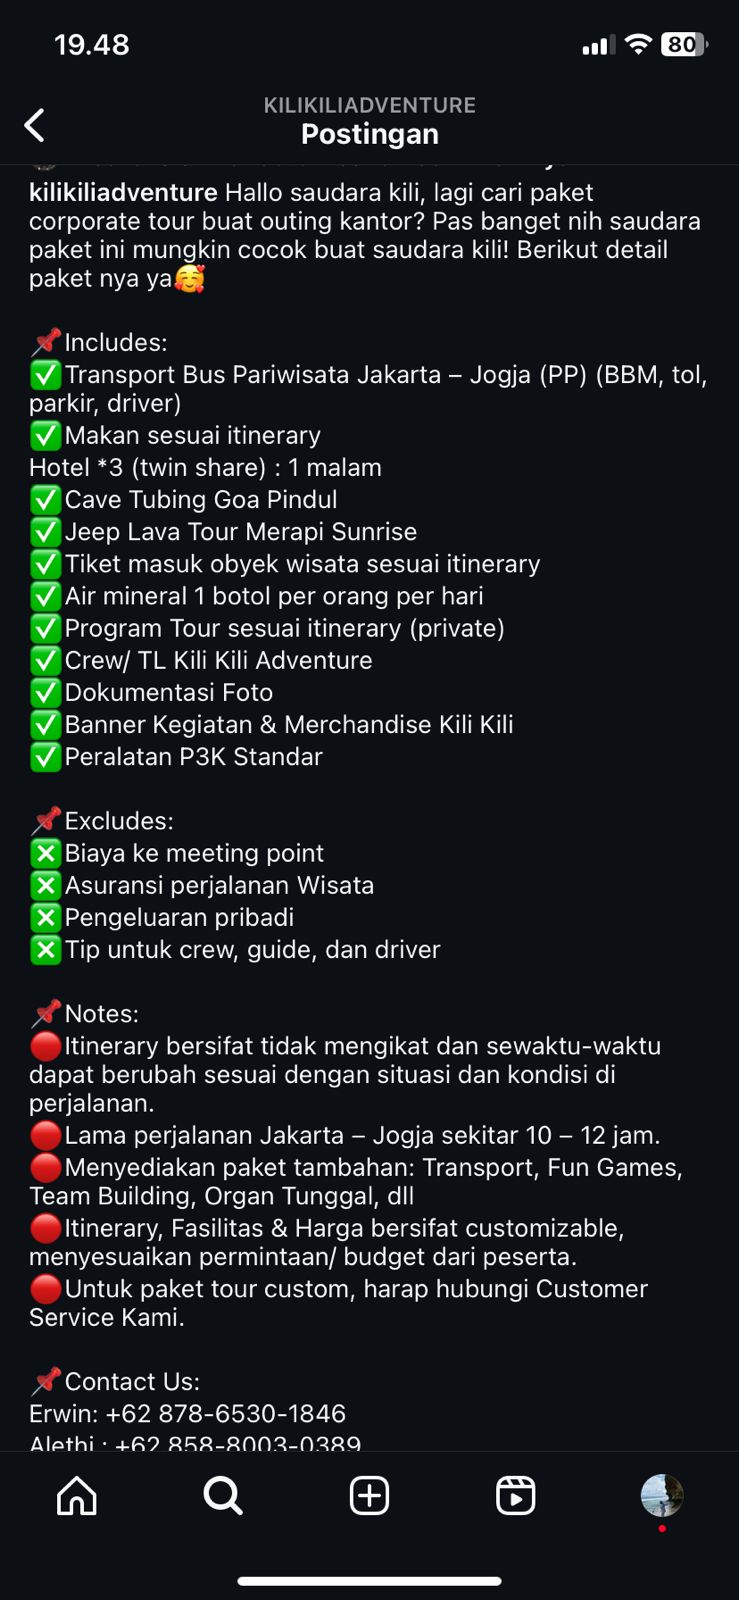 19.48
80
KILIKILIADVENTURE
Postingan
kilikiliadventure Hallo saudara kili, lagi cari paket
corporate tour buat outing kantor? Pas banget nih saudara
paket ini mungkin cocok buat saudara kili! Berikut detail
paket nya ya🥰
📌Includes:
✅Transport Bus Pariwisata Jakarta – Jogja (PP) (BBM, tol,
parkir, driver)
✅Makan sesuai itinerary
Hotel *3 (twin share) : 1 malam
✅Cave Tubing Goa Pindul
✅Jeep Lava Tour Merapi Sunrise
✅Tiket masuk obyek wisata sesuai itinerary
✅Air mineral 1 botol per orang per hari
✅Program Tour sesuai itinerary (private)
✅Crew/ TL Kili Kili Adventure
✅Dokumentasi Foto
✅Banner Kegiatan & Merchandise Kili Kili
✅Peralatan P3K Standar
📌Excludes:
❎Biaya ke meeting point
❎Asuransi perjalanan Wisata
❎Pengeluaran pribadi
❎Tip untuk crew, guide, dan driver
📌Notes:
🔴Itinerary bersifat tidak mengikat dan sewaktu-waktu
dapat berubah sesuai dengan situasi dan kondisi di
perjalanan.
🔴Lama perjalanan Jakarta – Jogja sekitar 10 – 12 jam.
🔴Menyediakan paket tambahan: Transport, Fun Games,
Team Building, Organ Tunggal, dll
🔴Itinerary, Fasilitas & Harga bersifat customizable,
menyesuaikan permintaan/ budget dari peserta.
🔴Untuk paket tour custom, harap hubungi Customer
Service Kami.
📌Contact Us:
Erwin: +62 878-6530-1846
Alethi : +62 858-8003-0389